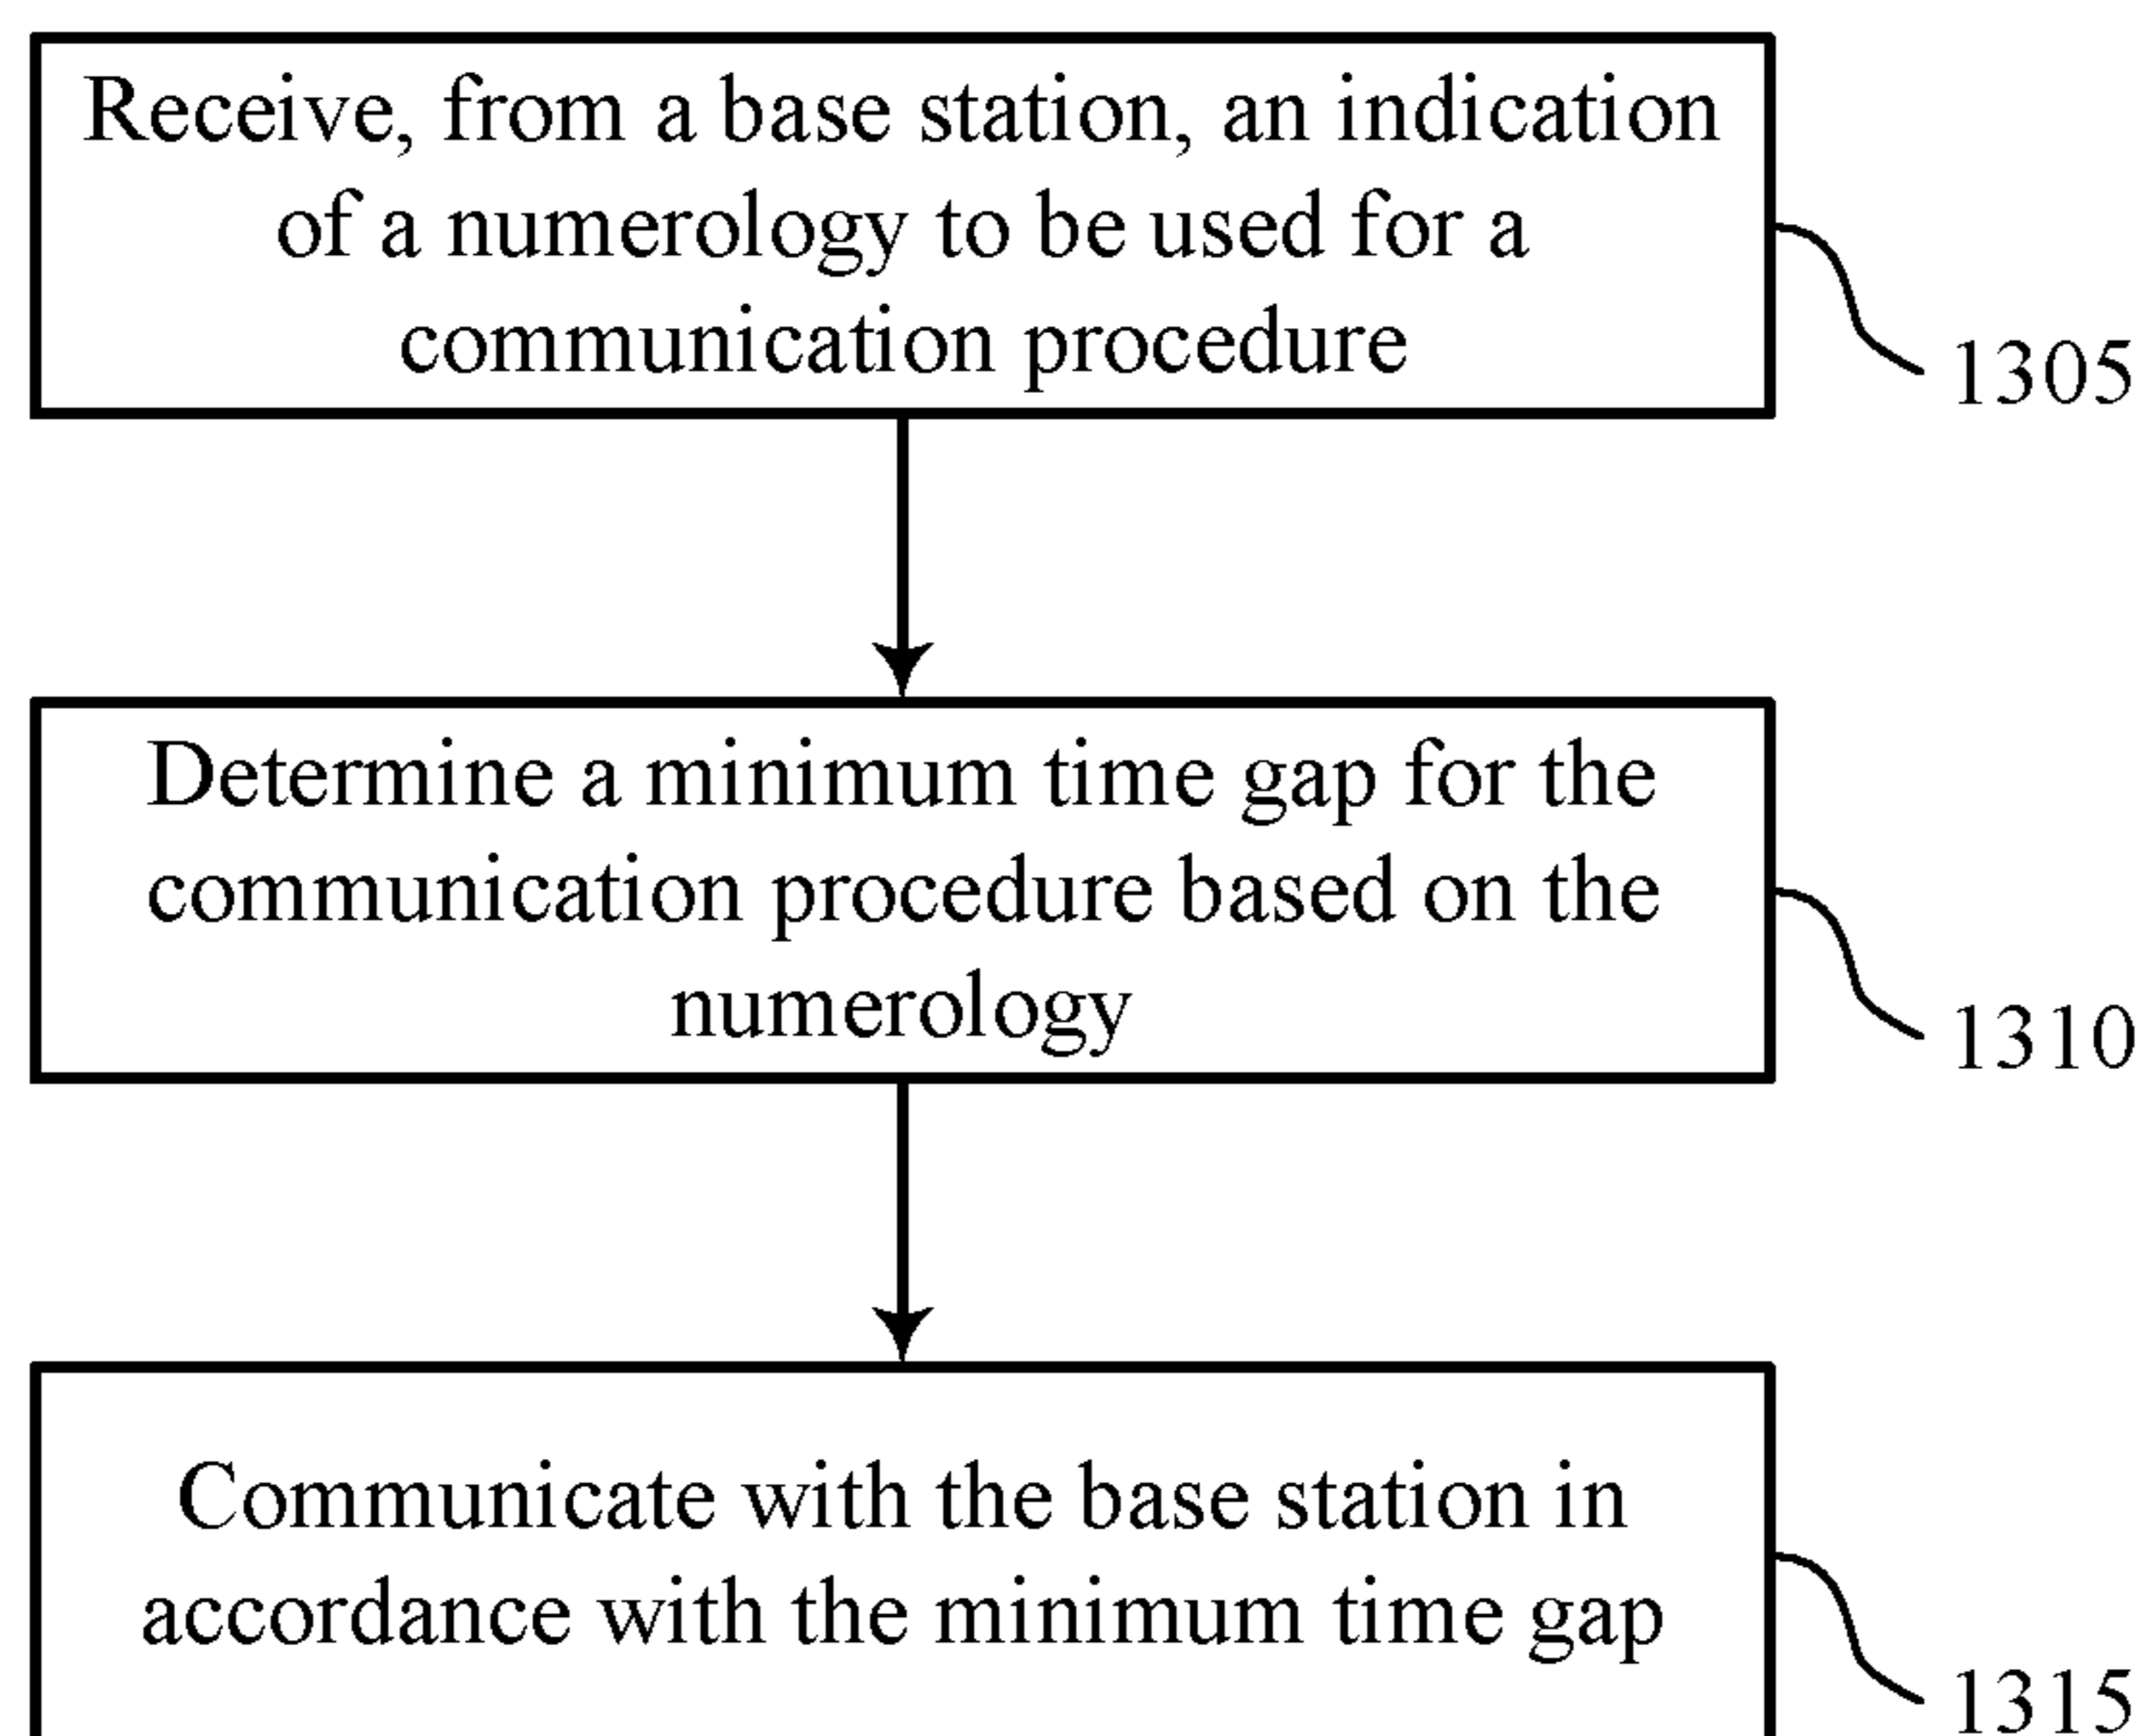 Receive, from a base station, an indication
of a numerology to be used for a
communication procedure
1305
Determine a minimum time gap for the
communication procedure based on the
numerology
1310
Communicate with the base station in
accordance with the minimum time gap
1315